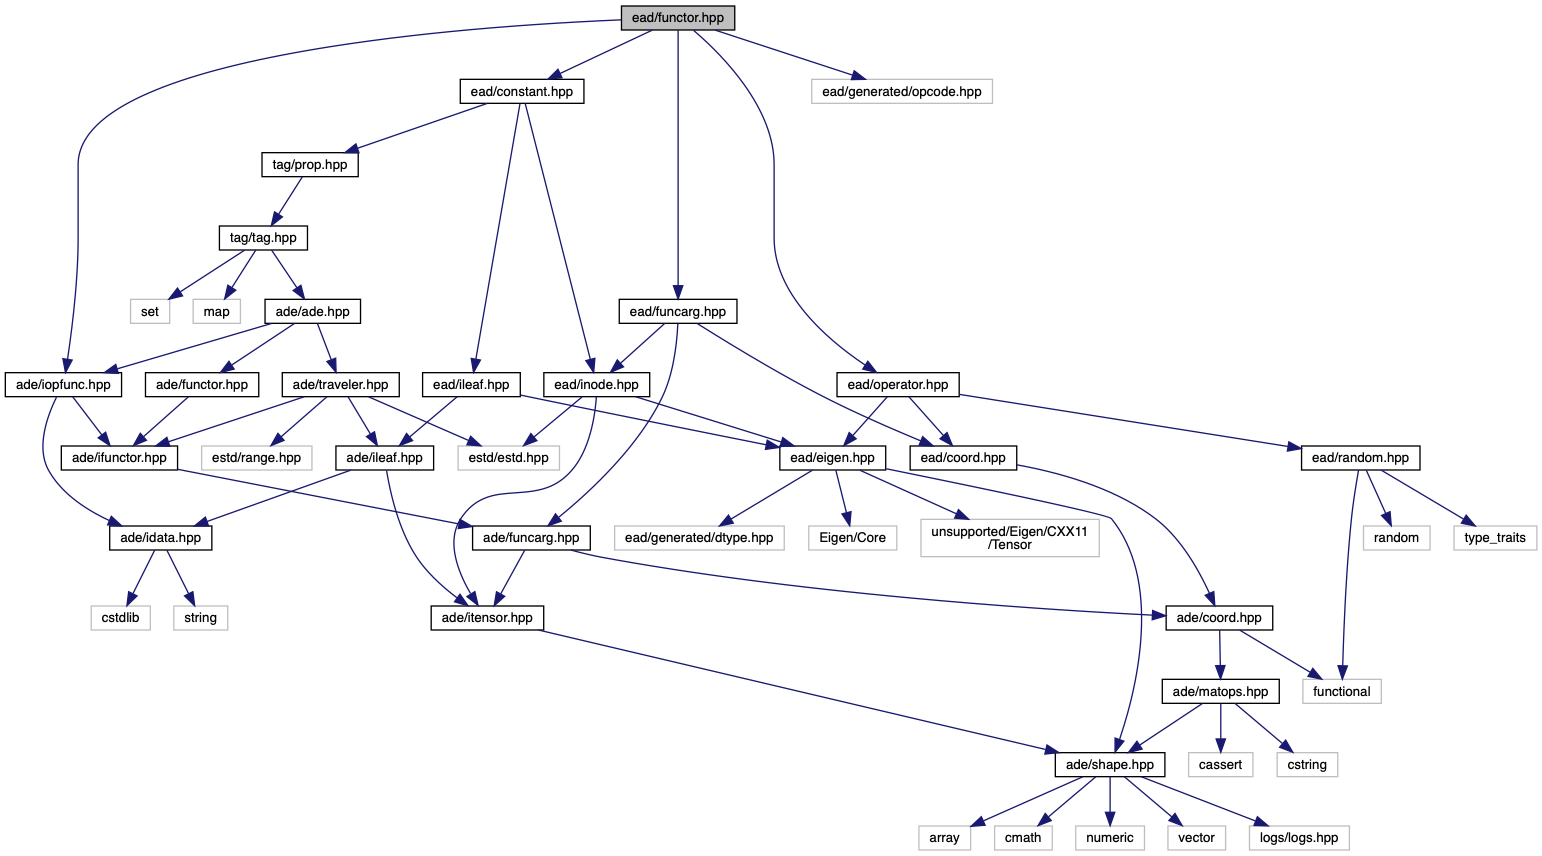 ead/functor.hpp
ead/constant.hpp
ead/generated/opcode.hpp
tag/prop.hpp
tag/tag.hpp
set
map
ade/ade.hpp
ead/funcarg.hpp
ade/iopfunc.hpp
ade/functor.hpp
ade/traveler.hpp
ead/ileaf.hpp
ead/inode.hpp
ead/operator.hpp
ade/ifunctor.hpp
estd/range.hpp
ade/ileaf.hpp
estd/estd.hpp
ead/eigen.hpp
ead/coord.hpp
ead/random.hpp
ade/idata.hpp
ade/funcarg.hpp
ead/generated/dtype.hpp
Eigen/Core
unsupported/Eigen/CXX11
/Tensor
random
type_traits
cstdlib
string
ade/itensor.hpp
ade/coord.hpp
ade/matops.hpp
functional
ade/shape.hpp
cassert
cstring
array
cmath
numeric
vector
logs/logs.hpp